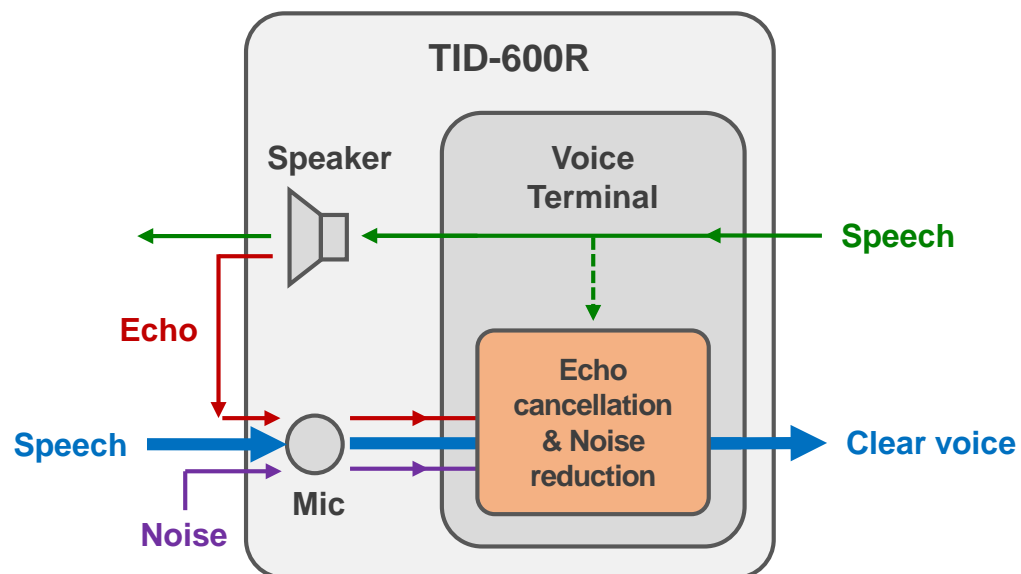 TID-600R
Speaker
Voice
Terminal
Speech
Echo
Echo
cancellation
& Noise
reduction
Speech
Clear voice
Mic
Noise